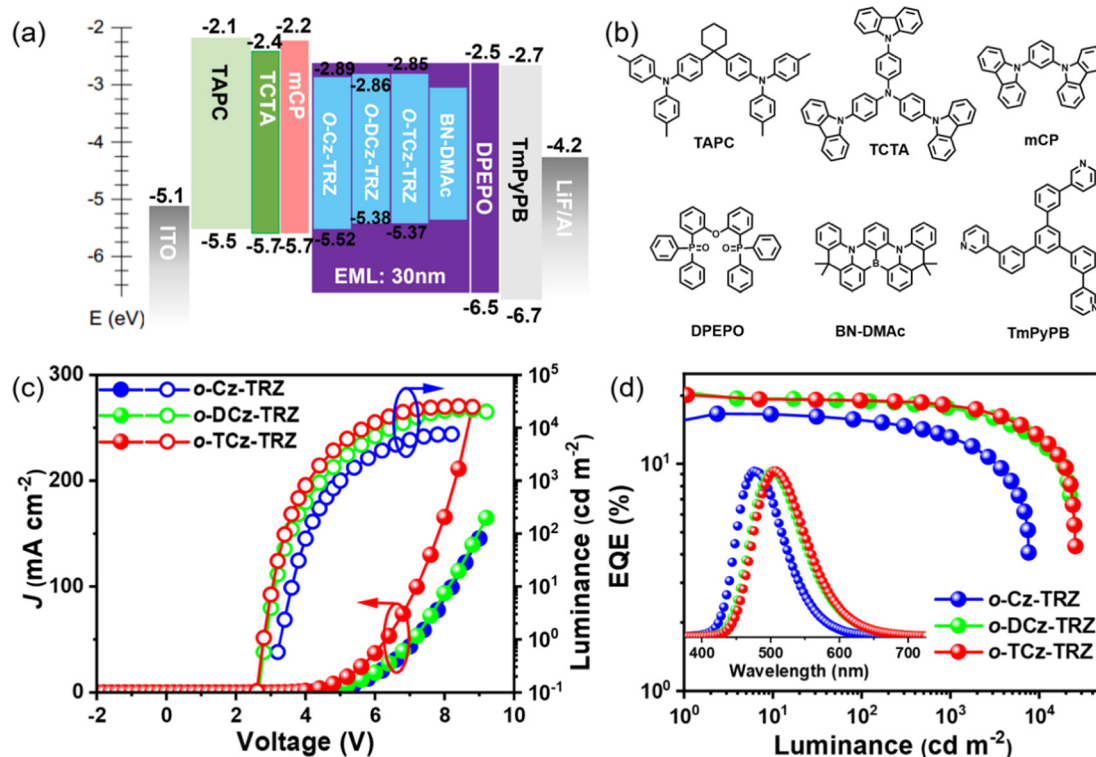 (a)
-2
-3
-4
-5
-6
E (eV)
-5.1
ITO
-2.1
TAPC
-5.5
-2.4
TCTA
-5.7
-2.2
mCP
-5.7
-2.89
O-Cz-TRZ
-5.52
-2.86
O-DCz-TRZ
-5.38
-2.85
O-TCz-TRZ
-5.37
BN-DMAc
EML: 30nm
-2.5
DPEPO
-6.5
-2.7
TmPyPB
-6.7
-4.2
LiF/Al
(b)
N
N
TAPC
N
N
N
N
TCTA
N
N
mCP
O
P=O
O=P
DPEPO
N
N
B
BN-DMAc
N
N
N
TmPyPB
(c)
o-Cz-TRZ
o-DCz-TRZ
o-TCz-TRZ
300
200
100
0
J (mA cm-2)
-2
0
2
4
6
8
10
Voltage (V)
10^5
10^4
10^3
10^2
10^1
10^0
10^-1
Luminance (cd m-2)
(d)
10^1
10^0
EQE (%)
400
500
600
700
Wavelength (nm)
o-Cz-TRZ
o-DCz-TRZ
o-TCz-TRZ
10^0
10^1
10^2
10^3
10^4
Luminance (cd m-2)